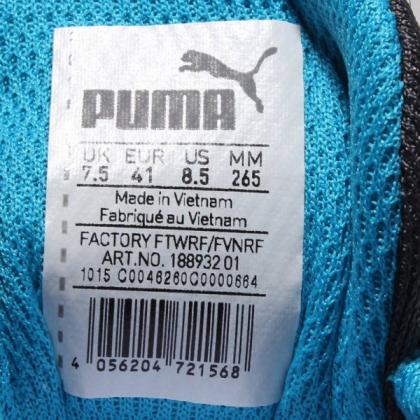 PUMA
UK EUR US MM
7.5 41 8.5 265
Made in Vietnam
Fabriqué au Vietnam
FACTORY FTWRF/FVNRF
ART.NO. 188932 01
1015 C0046260C0000664
4 056204 721568